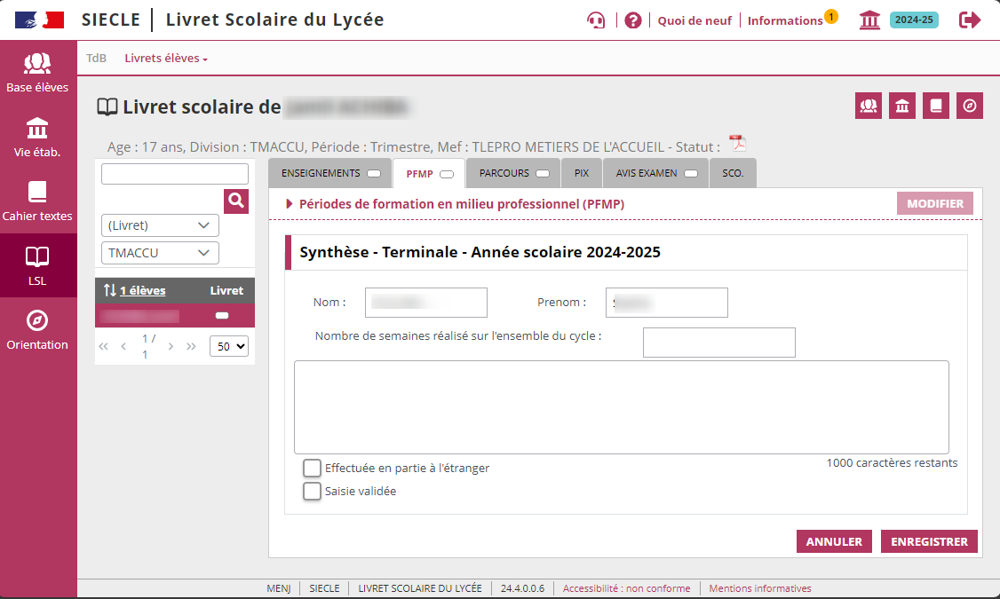 SIECLE | Livret Scolaire du Lycée
Quoi de neuf
Informations 1
2024-25
Base élèves
Vie étab.
Cahier textes
LSL
Orientation
TdB
Livrets élèves
Livret scolaire de
Age : 17 ans, Division : TMACCU, Période : Trimestre, Mef : TLEPRO METIERS DE L'ACCUEIL - Statut :
(Livret)
TMACCU
1 élèves Livret
1 /
1
50
ENSEIGNEMENTS
PFMP
PARCOURS
PIX
AVIS EXAMEN
SCO.
Périodes de formation en milieu professionnel (PFMP)
MODIFIER
Synthèse - Terminale - Année scolaire 2024-2025
Nom :
Prenom :
Nombre de semaines réalisé sur l'ensemble du cycle :
1000 caractères restants
Effectuée en partie à l'étranger
Saisie validée
ANNULER
ENREGISTRER
MENJ | SIECLE | LIVRET SCOLAIRE DU LYCÉE | 24.4.0.0.6 | Accessibilité : non conforme | Mentions informatives